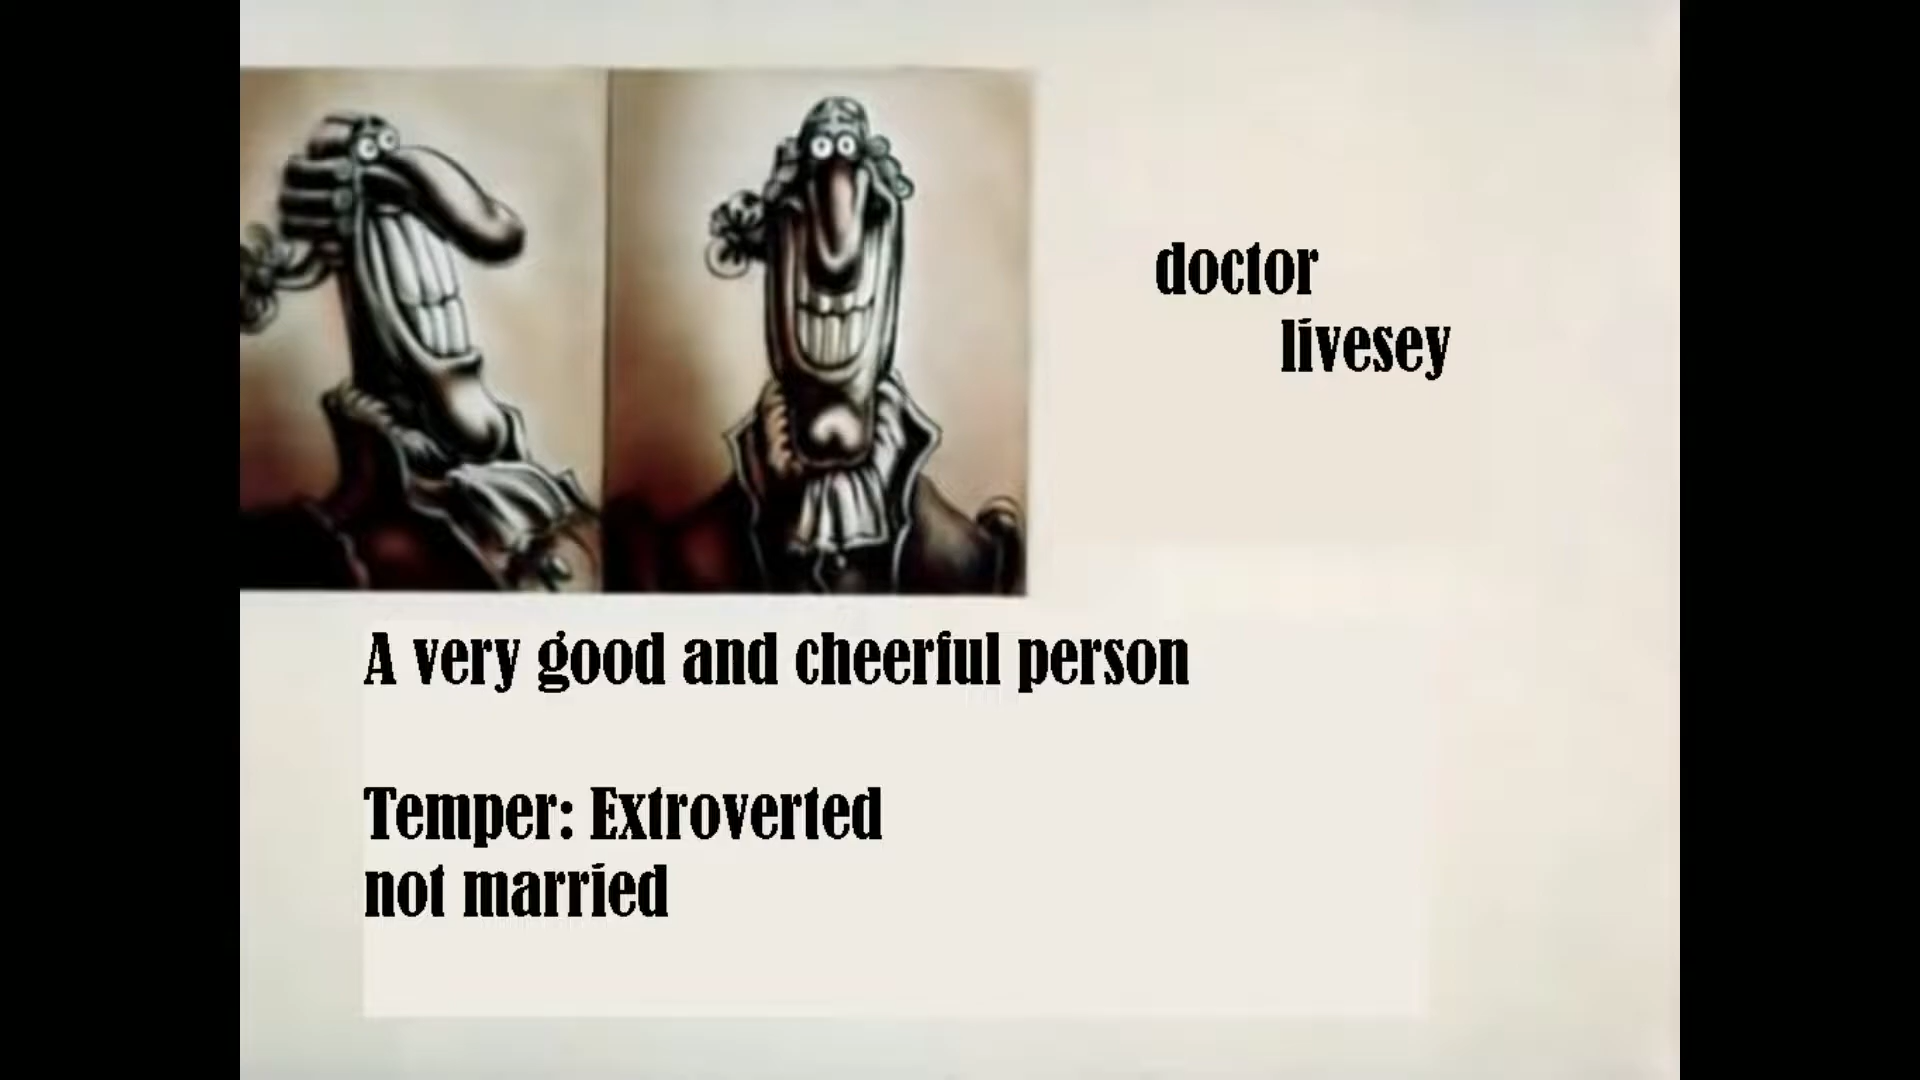 doctor
livesey
A very good and cheerful person
Temper: Extroverted
not married